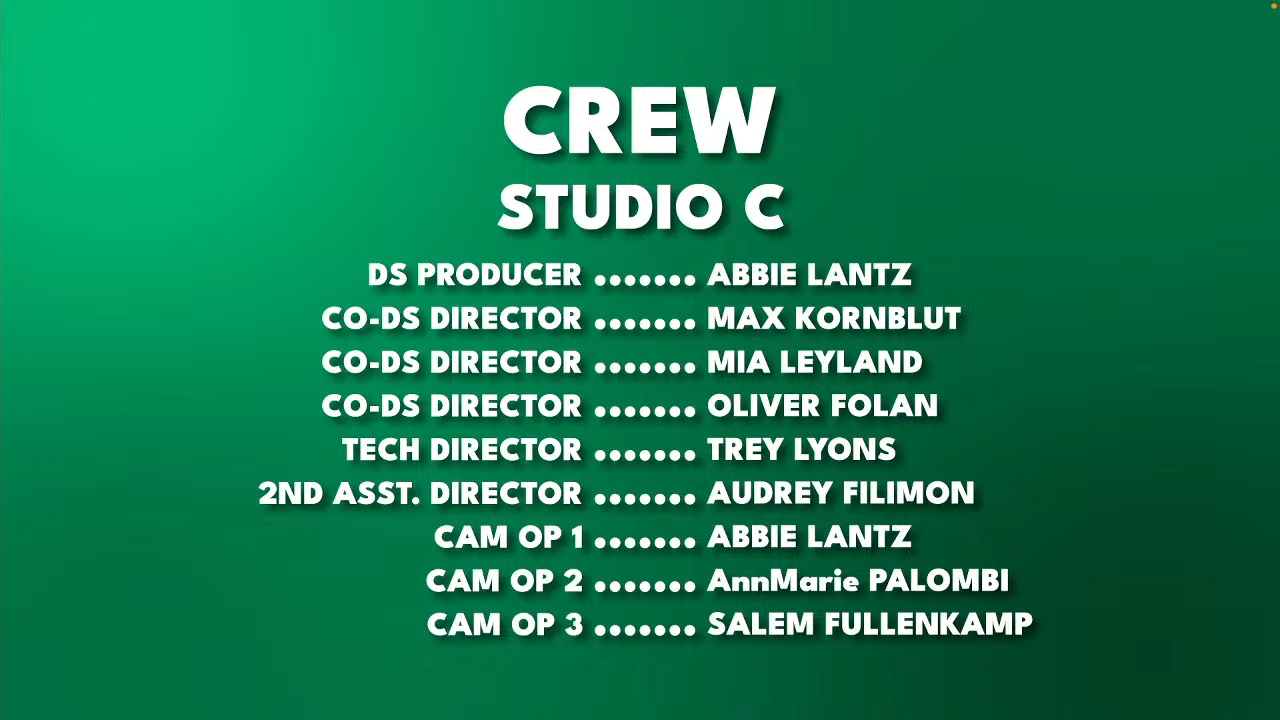 CREW
STUDIO C
DS PRODUCER ....... ABBIE LANTZ
CO-DS DIRECTOR ....... MAX KORNBLUT
CO-DS DIRECTOR ....... MIA LEYLAND
CO-DS DIRECTOR ....... OLIVER FOLAN
TECH DIRECTOR ....... TREY LYONS
2ND ASST. DIRECTOR ....... AUDREY FILIMON
CAM OP 1 ....... ABBIE LANTZ
CAM OP 2 ....... AnnMarie PALOMBI
CAM OP 3 ....... SALEM FULLENKAMP